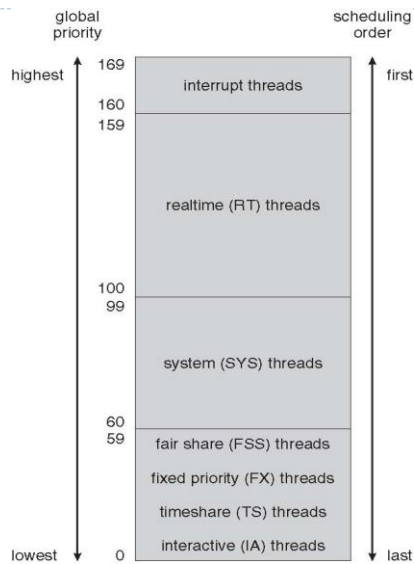 global
priority
scheduling
order
highest
169
interrupt threads
first
160
159
realtime (RT) threads
100
99
system (SYS) threads
60
59
fair share (FSS) threads
fixed priority (FX) threads
timeshare (TS) threads
lowest
0
interactive (IA) threads
last